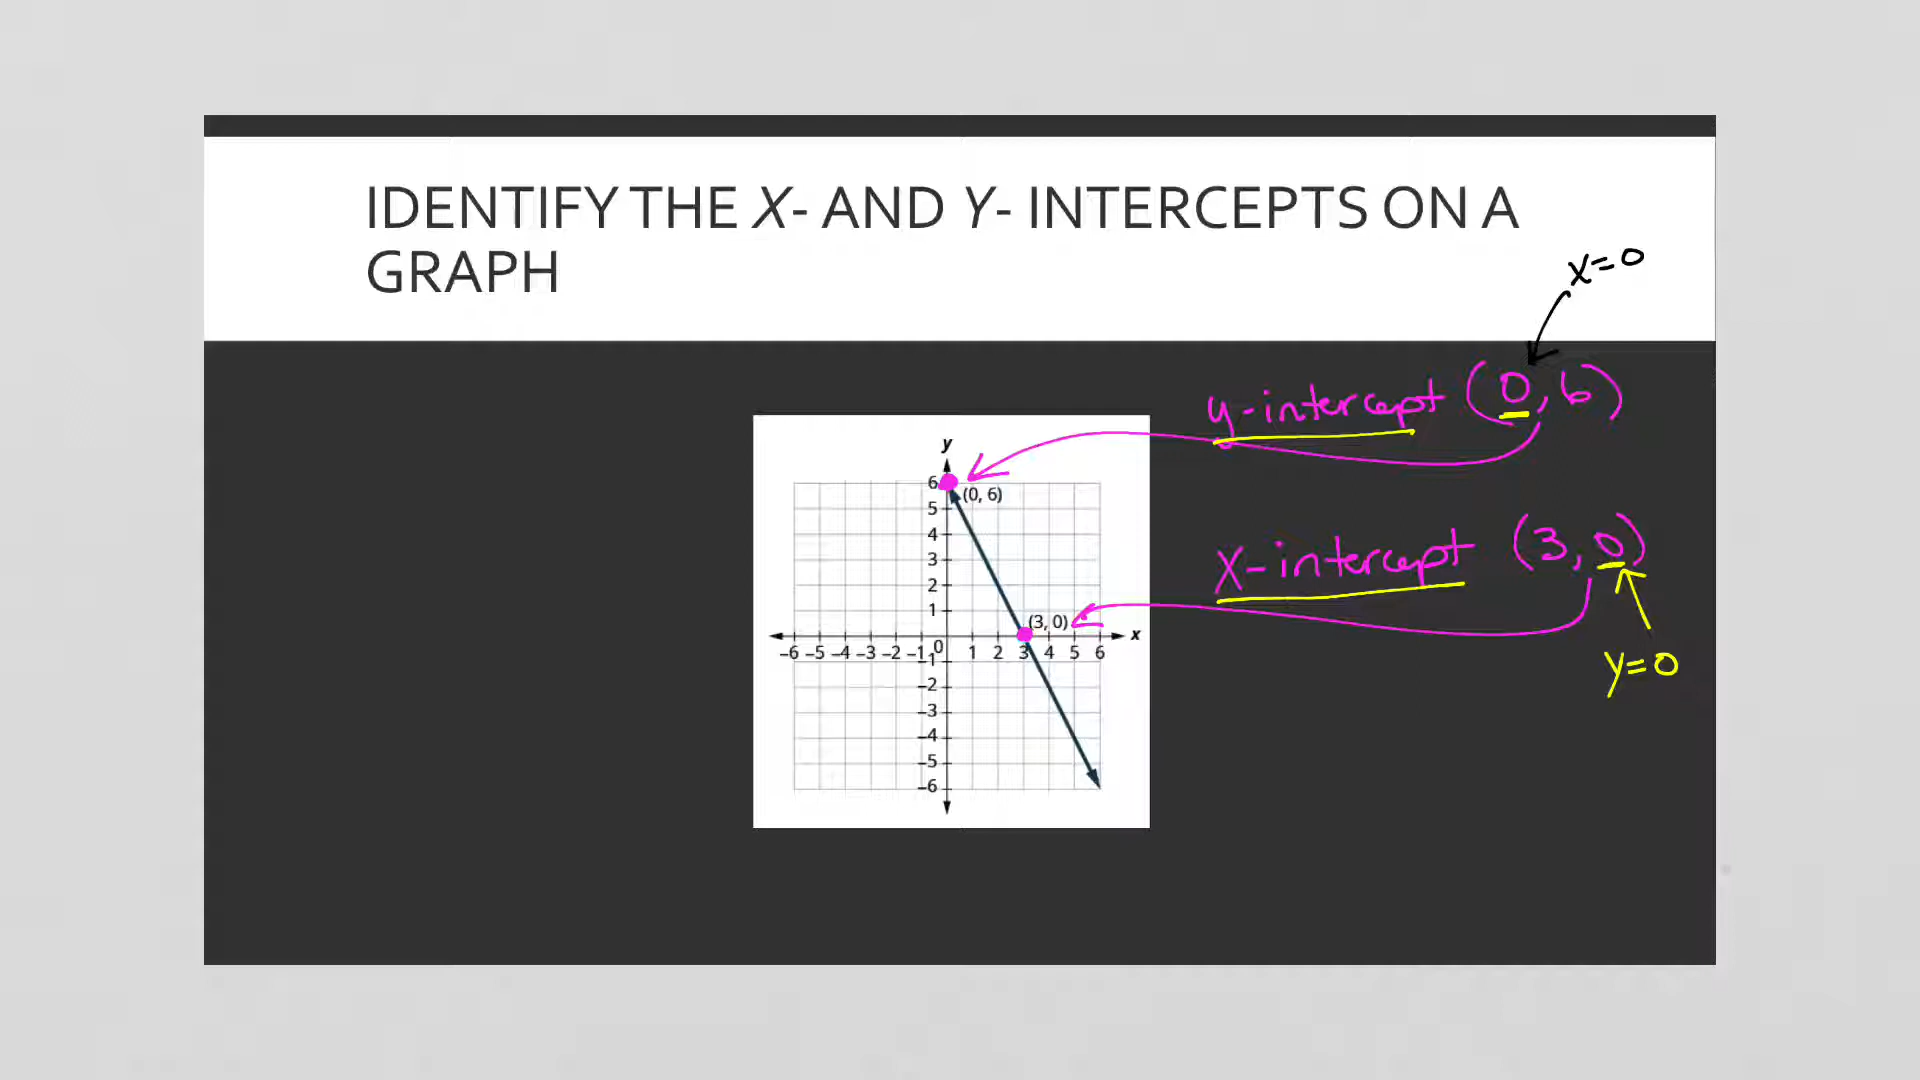 IDENTIFY THE X- AND Y- INTERCEPTS ON A
GRAPH
x=0
y-intercept (0, 6)
y
6
(0, 6)
5
4
3
2
1
x-intercept (3, 0)
(3, 0)
x
–6 –5 –4 –3 –2 –1 0 1 2 3 4 5 6
–1
–2
–3
–4
–5
–6
y=0